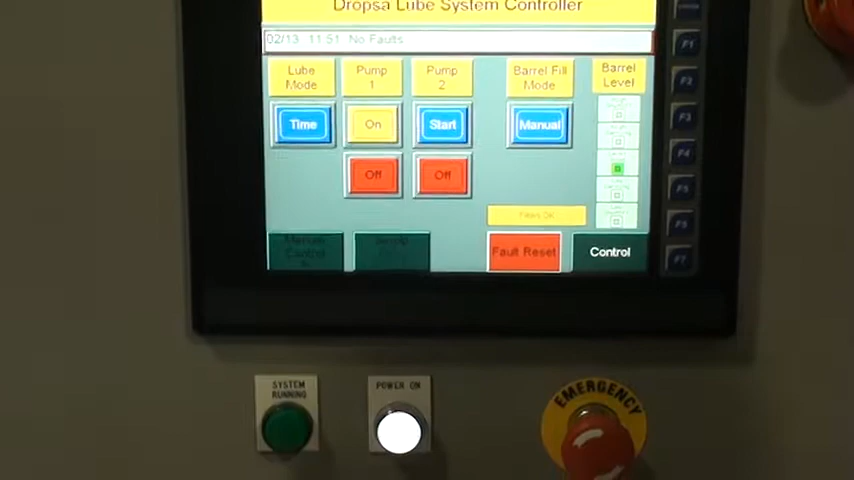 Dropsa Lube System Controller
02/13 11:51 No Faults
Lube Mode
Pump 1
Pump 2
Barrel Fill Mode
Barrel Level
Time
On
Start
Manual
Off
Off
Manual Control
Fault Reset
Control
F1
F2
F3
F4
F5
F6
F7
SYSTEM RUNNING
POWER ON
EMERGENCY